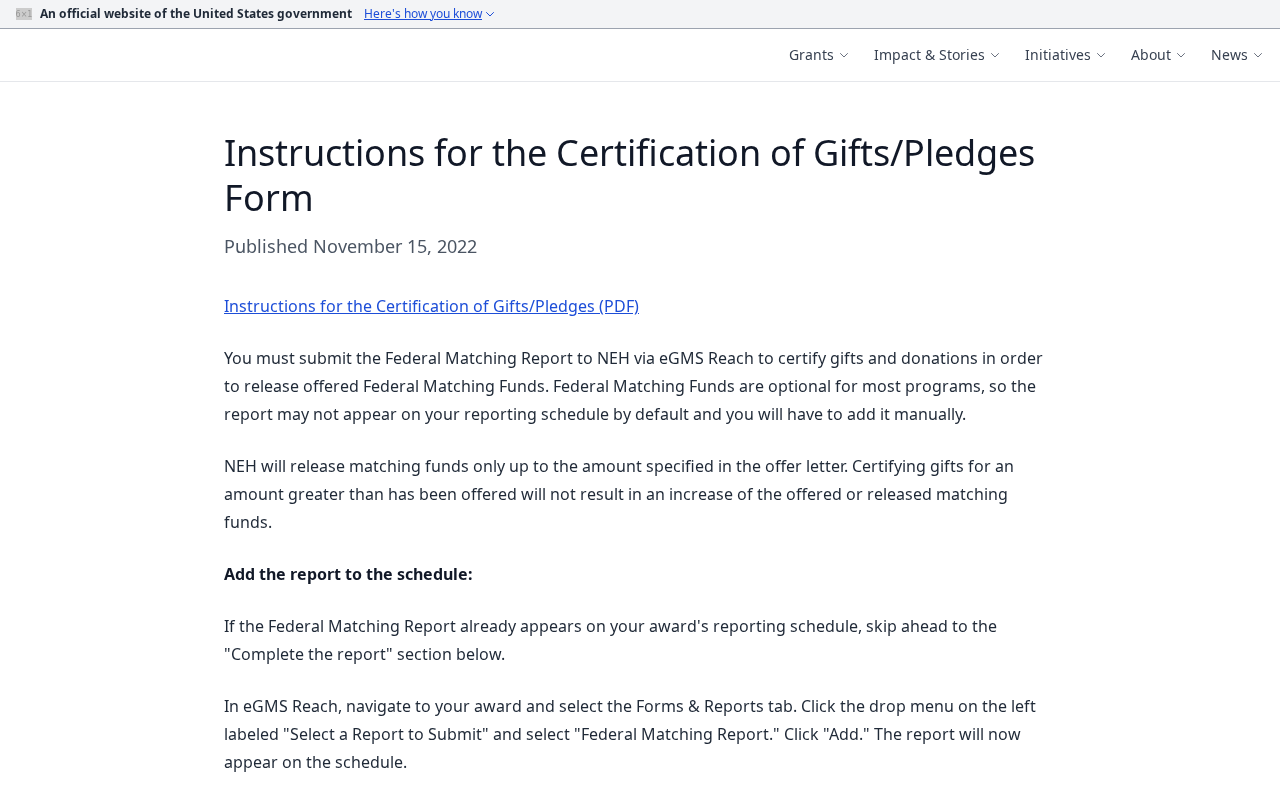 An official website of the United States government Here's how you know
Grants Impact & Stories Initiatives About News
Instructions for the Certification of Gifts/Pledges
Form
Published November 15, 2022
Instructions for the Certification of Gifts/Pledges (PDF)
You must submit the Federal Matching Report to NEH via eGMS Reach to certify gifts and donations in order
to release offered Federal Matching Funds. Federal Matching Funds are optional for most programs, so the
report may not appear on your reporting schedule by default and you will have to add it manually.
NEH will release matching funds only up to the amount specified in the offer letter. Certifying gifts for an
amount greater than has been offered will not result in an increase of the offered or released matching
funds.
Add the report to the schedule:
If the Federal Matching Report already appears on your award's reporting schedule, skip ahead to the
"Complete the report" section below.
In eGMS Reach, navigate to your award and select the Forms & Reports tab. Click the drop menu on the left
labeled "Select a Report to Submit" and select "Federal Matching Report." Click "Add." The report will now
appear on the schedule.